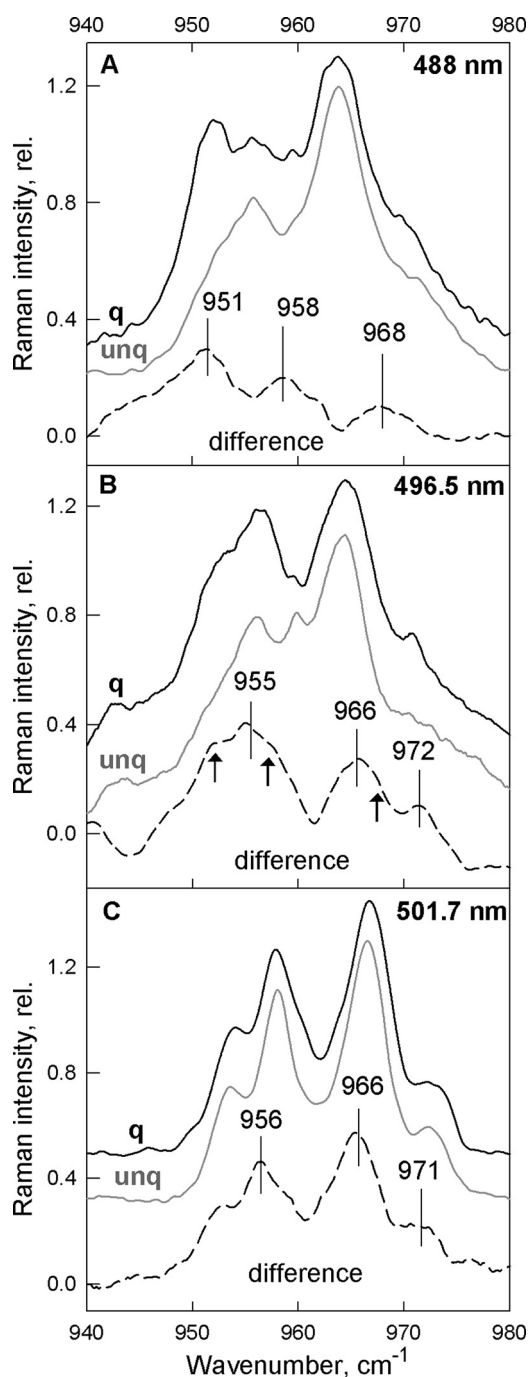 940 950 960 970 980
A 488 nm
1.2
0.8
0.4
0.0
Raman intensity, rel.
q
unq
951 958 968
difference
B 496.5 nm
1.2
0.8
0.4
0.0
Raman intensity, rel.
q
unq
955 966 972
difference
C 501.7 nm
1.2
0.8
0.4
0.0
Raman intensity, rel.
q
unq
956 966 971
difference
940 950 960 970 980
Wavenumber, cm⁻¹